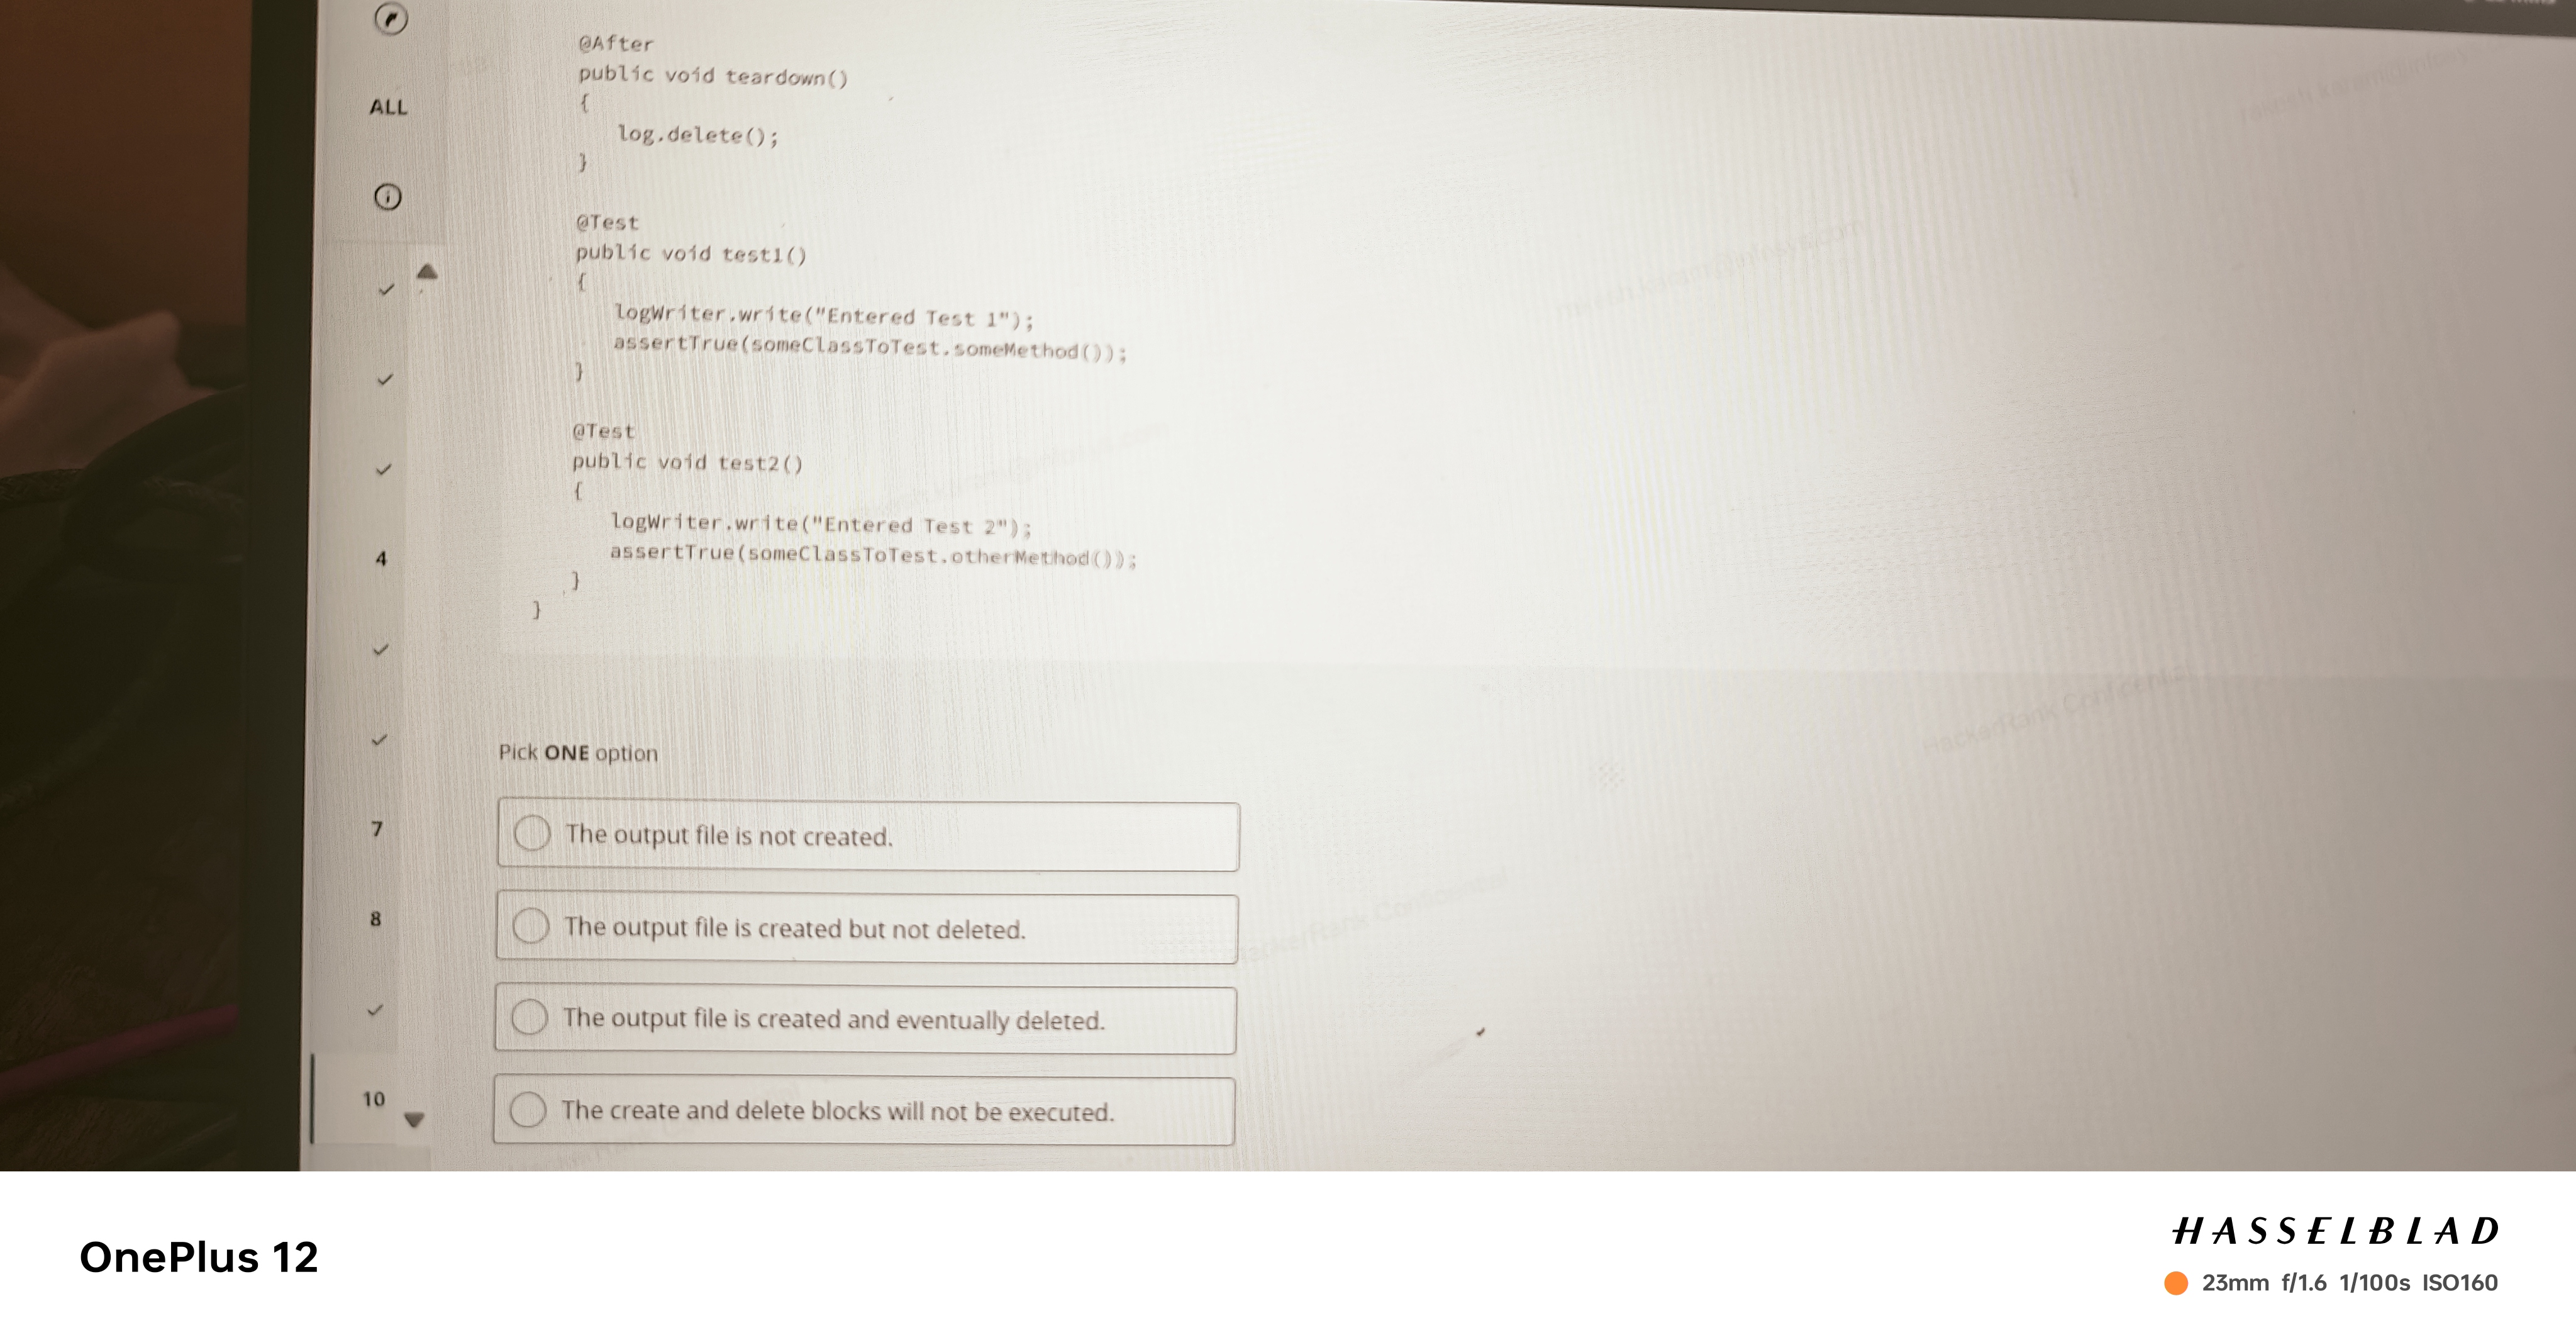 ALL
@After
public void teardown()
{
log.delete();
}
@Test
public void test1()
{
logWriter.write("Entered Test 1");
assertTrue(someClassToTest.someMethod());
}
@Test
public void test2()
{
logWriter.write("Entered Test 2");
assertTrue(someClassToTest.otherMethod());
}
}
4
7
8
10
Pick ONE option
The output file is not created.
The output file is created but not deleted.
The output file is created and eventually deleted.
The create and delete blocks will not be executed.
HackerRank Confidential
HackerRank Confidential
OnePlus 12
HASSELBLAD
23mm f/1.6 1/100s ISO160